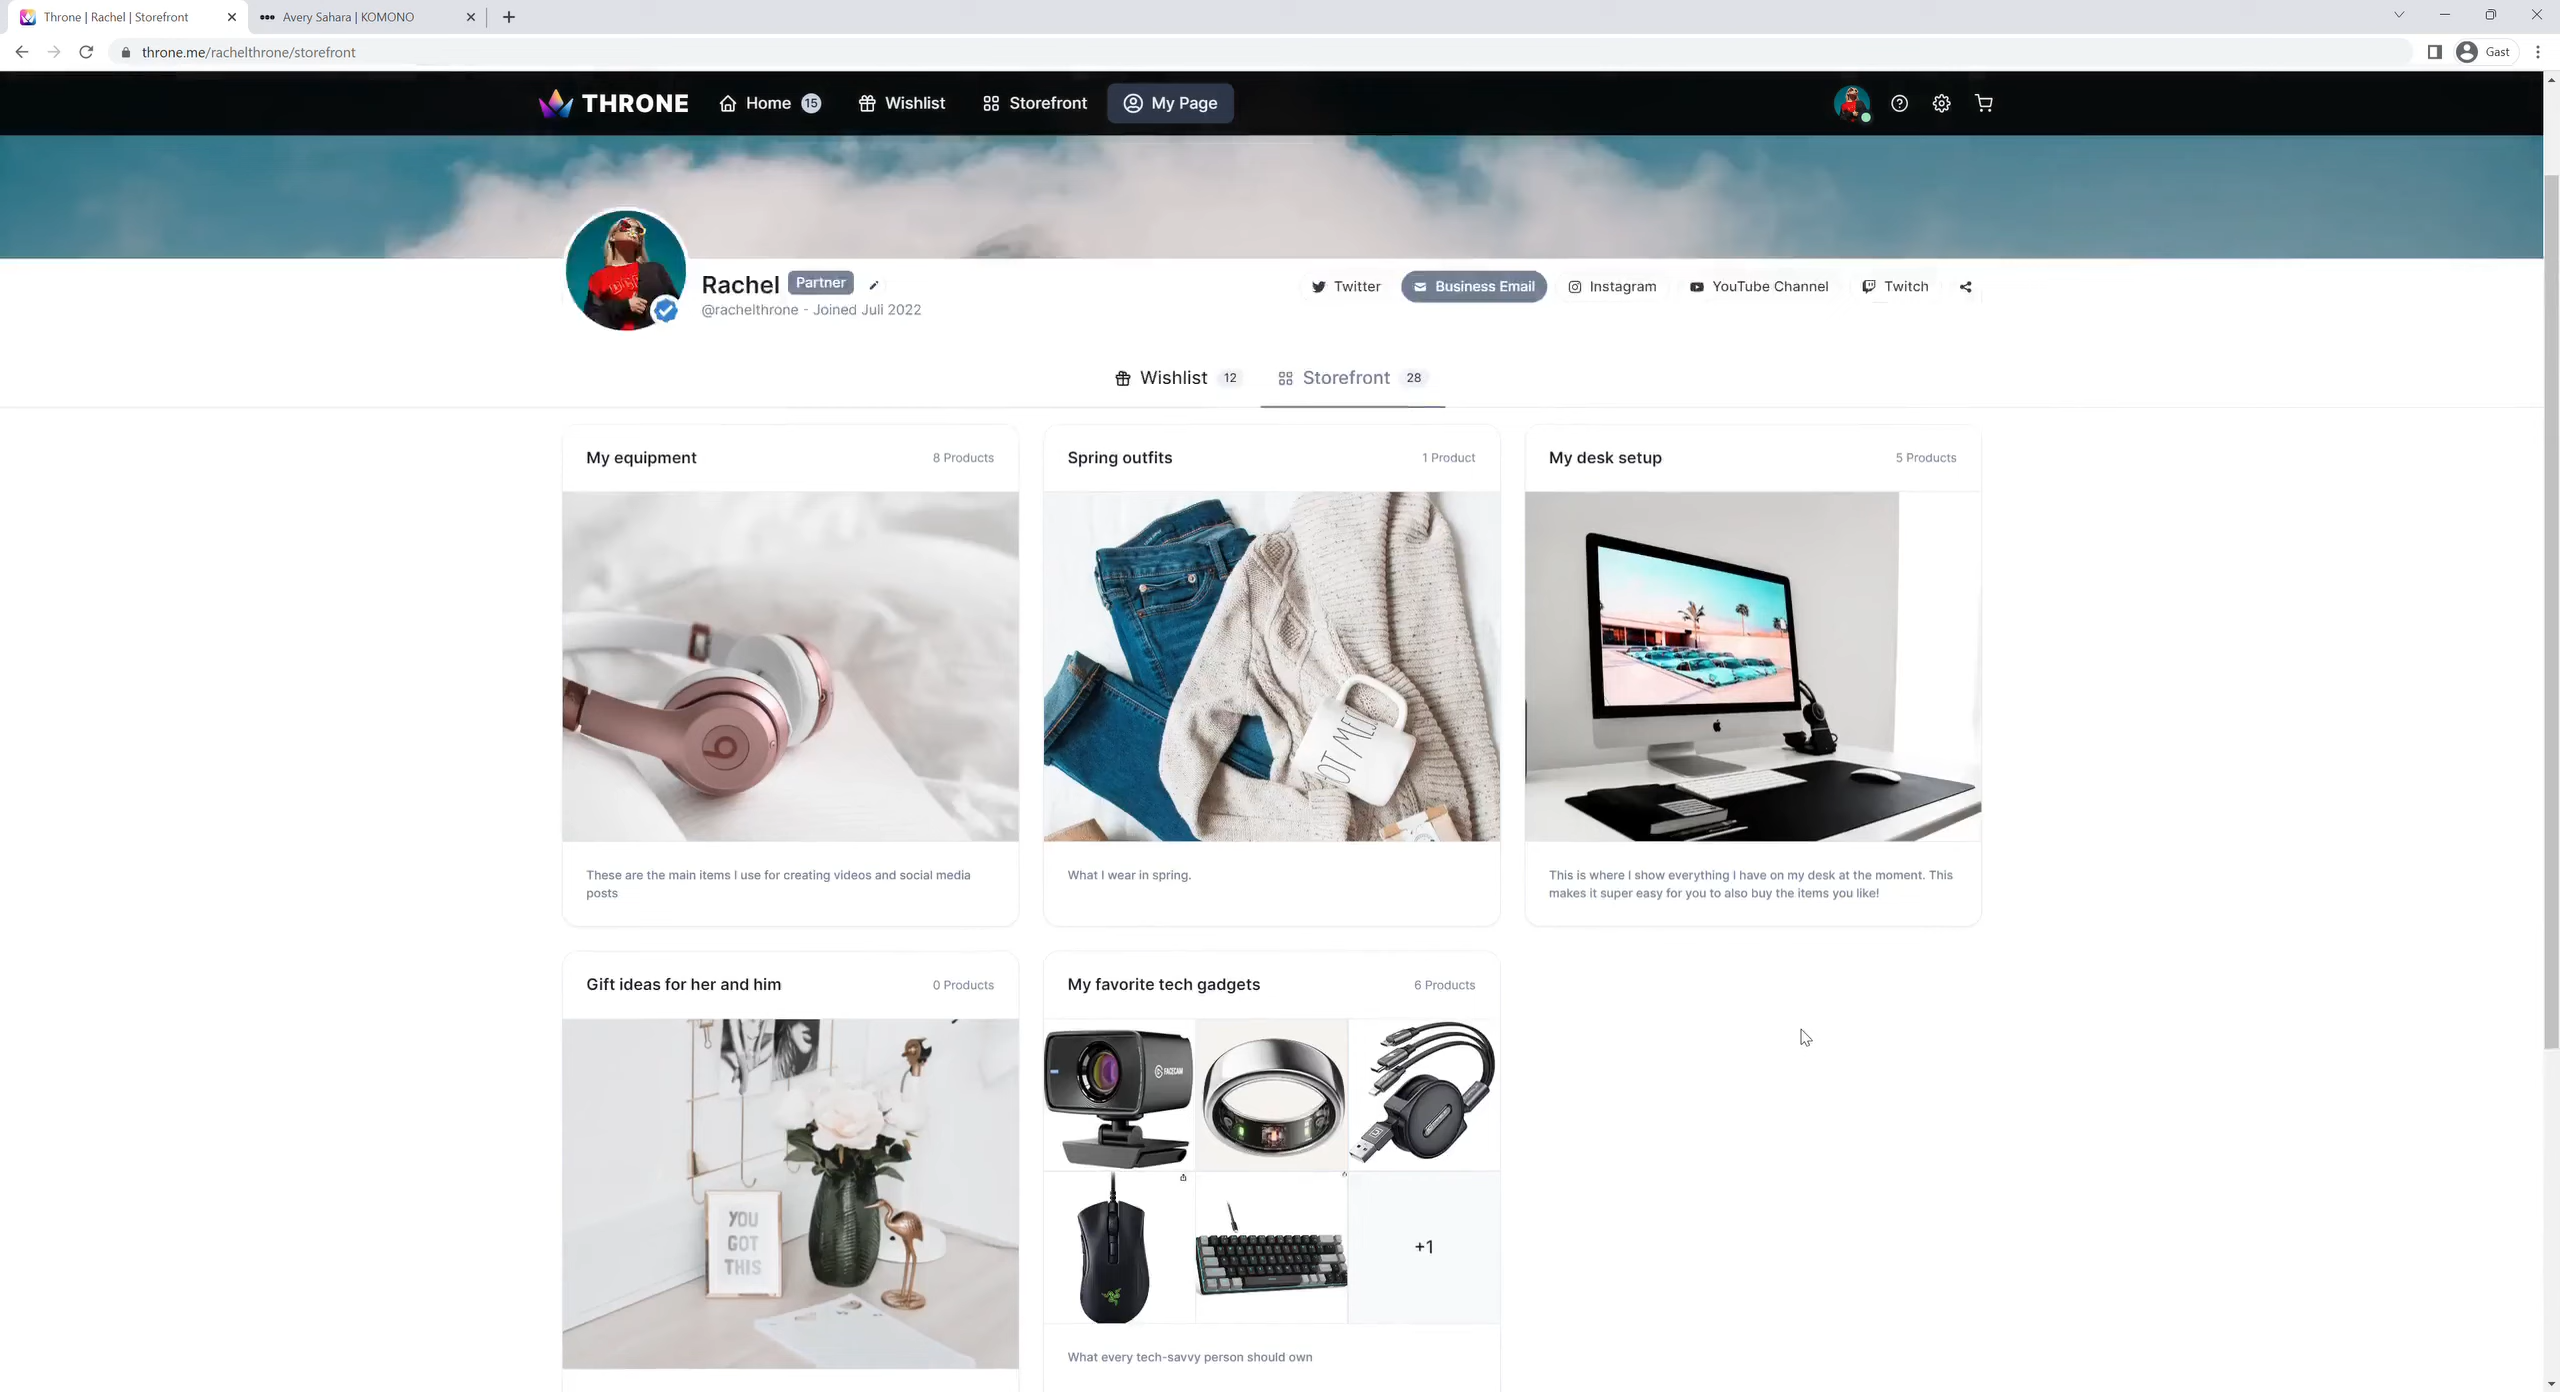 Throne | Rachel | Storefront
Avery Sahara | KOMONO
throne.me/rachelthrone/storefront
Gast
THRONE
Home 15
Wishlist
Storefront
My Page
Rachel Partner
@rachelthrone - Joined Juli 2022
Twitter
Business Email
Instagram
YouTube Channel
Twitch
Wishlist 12
Storefront 28
My equipment
8 Products
These are the main items I use for creating videos and social media
posts
Spring outfits
1 Product
What I wear in spring.
My desk setup
5 Products
This is where I show everything I have on my desk at the moment. This
makes it super easy for you to also buy the items you like!
Gift ideas for her and him
0 Products
YOU
GOT
THIS
My favorite tech gadgets
6 Products
FACECAM
+1
What every tech-savvy person should own